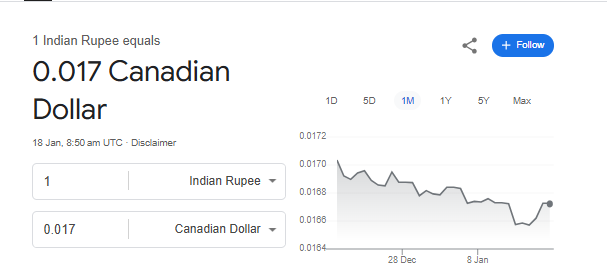 1 Indian Rupee equals
Follow
0.017 Canadian
Dollar
18 Jan, 8:50 am UTC · Disclaimer
1 Indian Rupee
0.017 Canadian Dollar
1D 5D 1M 1Y 5Y Max
0.0172
0.0170
0.0168
0.0166
0.0164
28 Dec 8 Jan